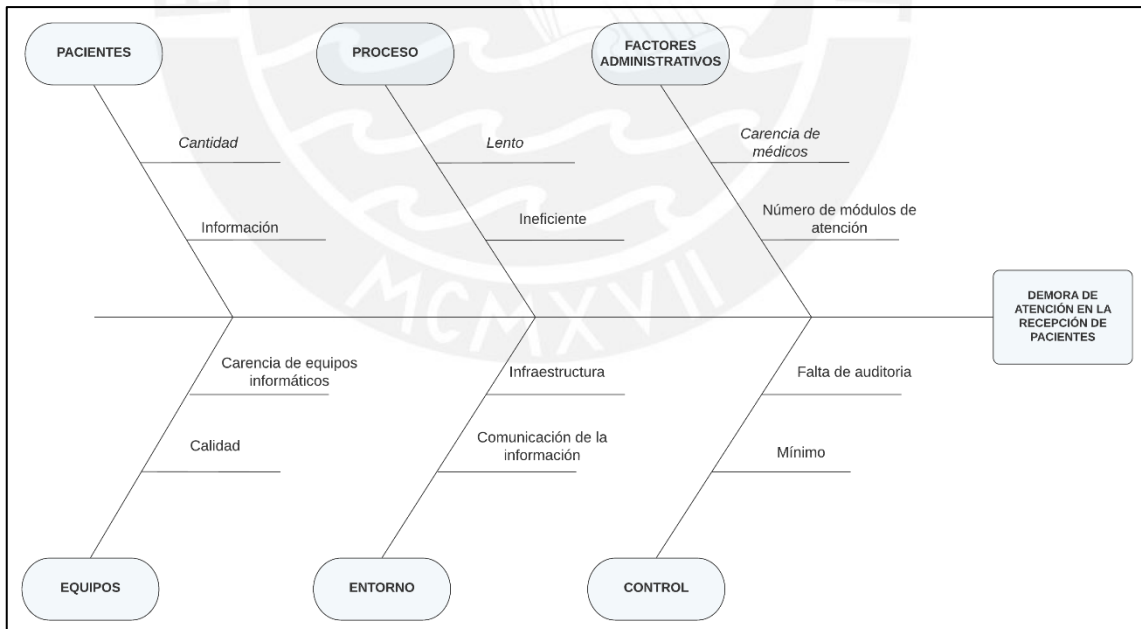 PACIENTES
PROCESO
FACTORES
ADMINISTRATIVOS
Cantidad
Lento
Carencia de
médicos
Información
Ineficiente
Número de módulos de
atención
MCMXVII
DEMORA DE
ATENCIÓN EN LA
RECEPCIÓN DE
PACIENTES
Carencia de equipos
informáticos
Infraestructura
Falta de auditoria
Calidad
Comunicación de la
información
Mínimo
EQUIPOS
ENTORNO
CONTROL